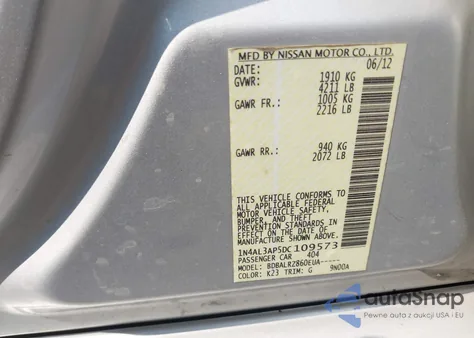 MFD BY NISSAN MOTOR CO., LTD.
DATE: 06/12
GVWR: 1910 KG
4211 LB
GAWR FR.: 1005 KG
2216 LB
GAWR RR.: 940 KG
2072 LB
THIS VEHICLE CONFORMS TO
ALL APPLICABLE FEDERAL
MOTOR VEHICLE SAFETY,
BUMPER, AND THEFT
PREVENTION STANDARDS
IN EFFECT ON THE DATE OF
MANUFACTURE SHOWN ABOVE.
1N4AL3AP5DC109573
PASSENGER CAR 404
MODEL: BDBALRZ860EUA-----
COLOR: K23 TRIM: G 9N00A
autoSnap
Pewne auta z aukcji w USA